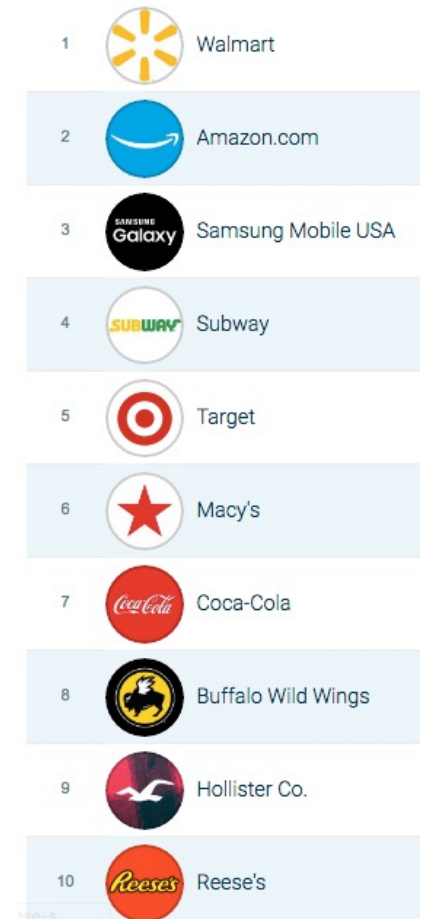 1 Walmart
2 Amazon.com
SAMSUNG
Galaxy
3 Samsung Mobile USA
4 SUBWAY Subway
5 Target
6 Macy's
7 Coca-Cola Coca-Cola
8 Buffalo Wild Wings
9 Hollister Co.
10 Reese's Reese's